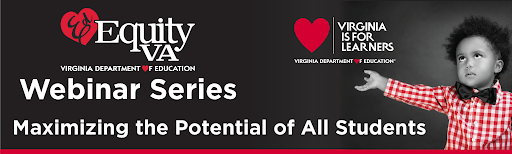 Equity
VA
VIRGINIA DEPARTMENT OF EDUCATION
VIRGINIA
IS FOR
LEARNERS
VIRGINIA DEPARTMENT OF EDUCATION
Webinar Series
Maximizing the Potential of All Students